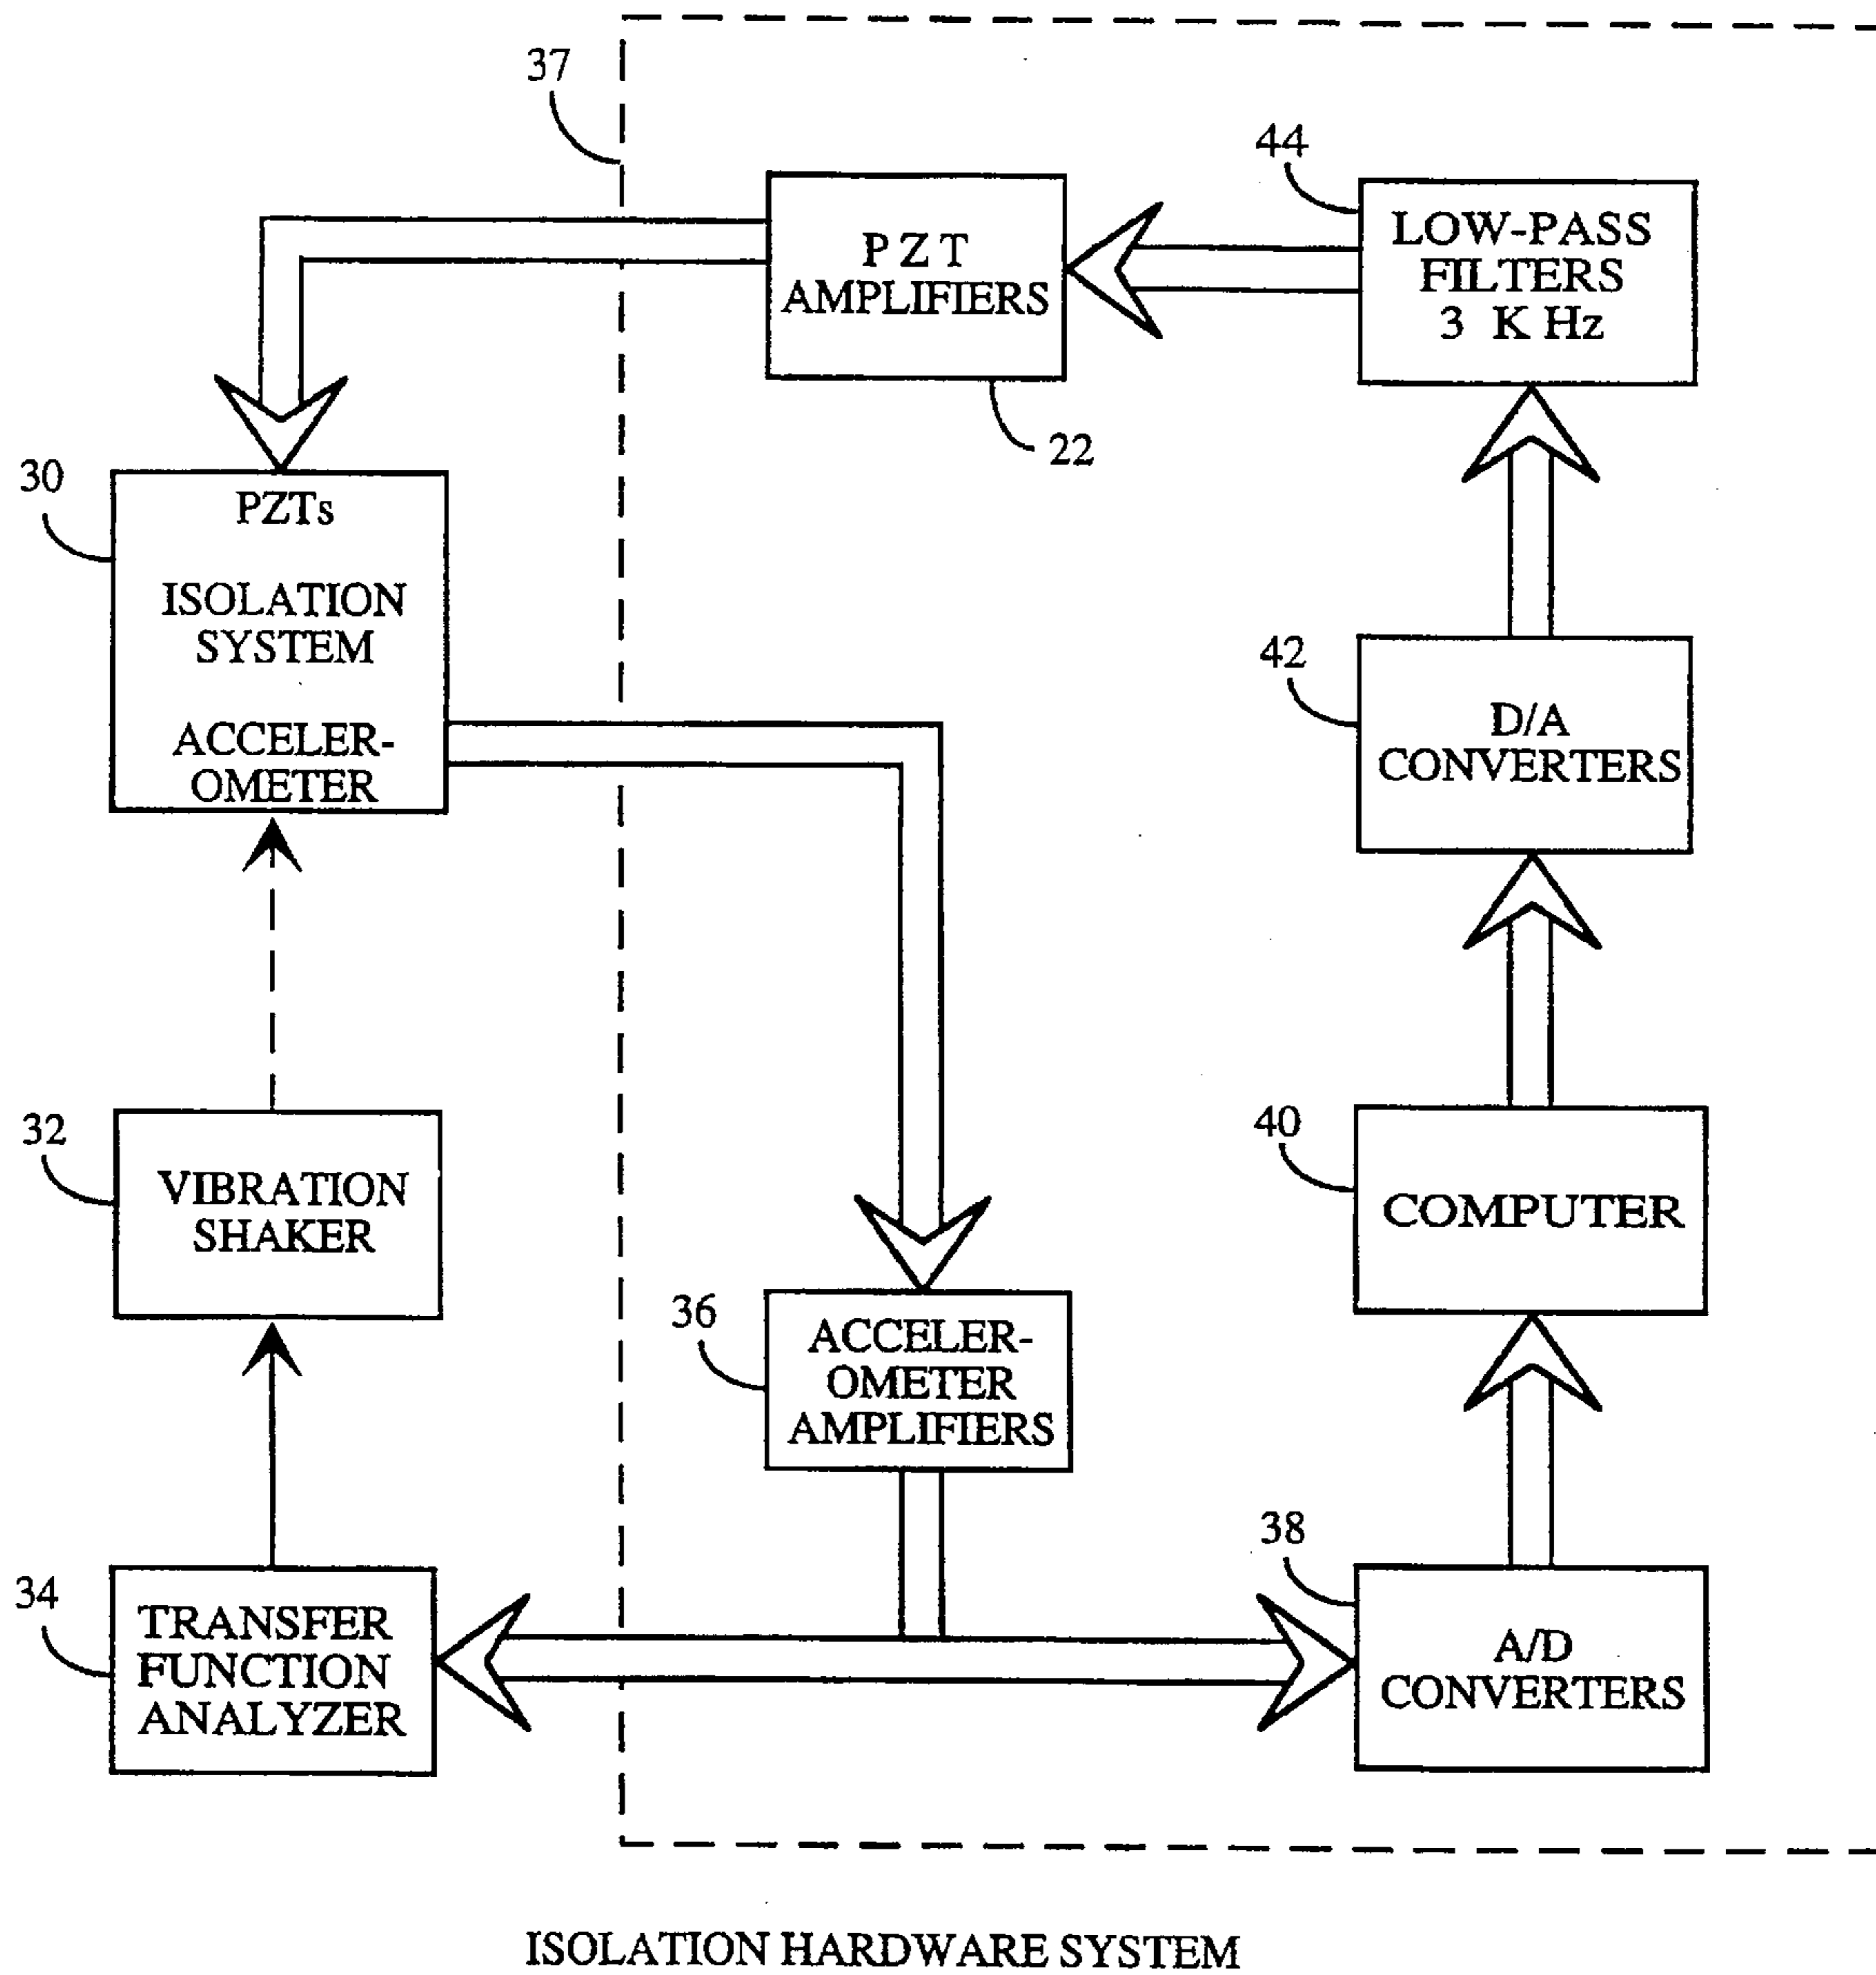 37
44
PZT
AMPLIFIERS
LOW-PASS
FILTERS
3 K Hz
22
30
PZTs
ISOLATION
SYSTEM
ACCELER-
OMETER
42
D/A
CONVERTERS
32
VIBRATION
SHAKER
40
COMPUTER
36
ACCELER-
OMETER
AMPLIFIERS
34
TRANSFER
FUNCTION
ANALYZER
38
A/D
CONVERTERS
ISOLATION HARDWARE SYSTEM